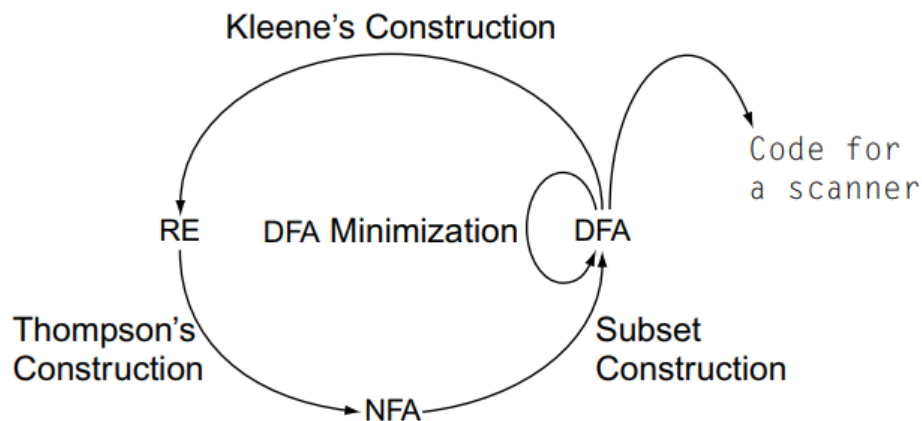 Kleene's Construction
Code for
a scanner
RE
DFA Minimization
DFA
Thompson's
Construction
Subset
Construction
NFA